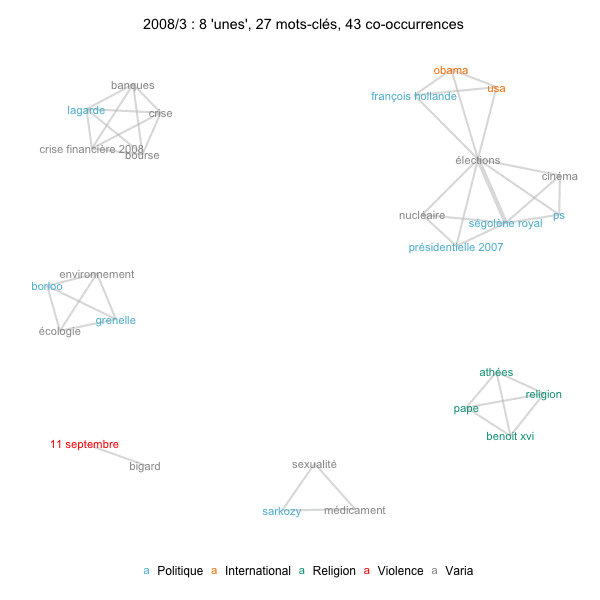 2008/3 : 8 'unes', 27 mots-clés, 43 co-occurrences
obama
banques
usa
françois hollande
lagarde
crise
crise financière 2008
bourse
élections
cinéma
nucléaire
ps
ségolène royal
présidentielle 2007
environnement
borloo
grenelle
écologie
athées
religion
pape
benoit xvi
11 septembre
bigard
sexualité
sarkozy
médicament
a Politique a International a Religion a Violence a Varia